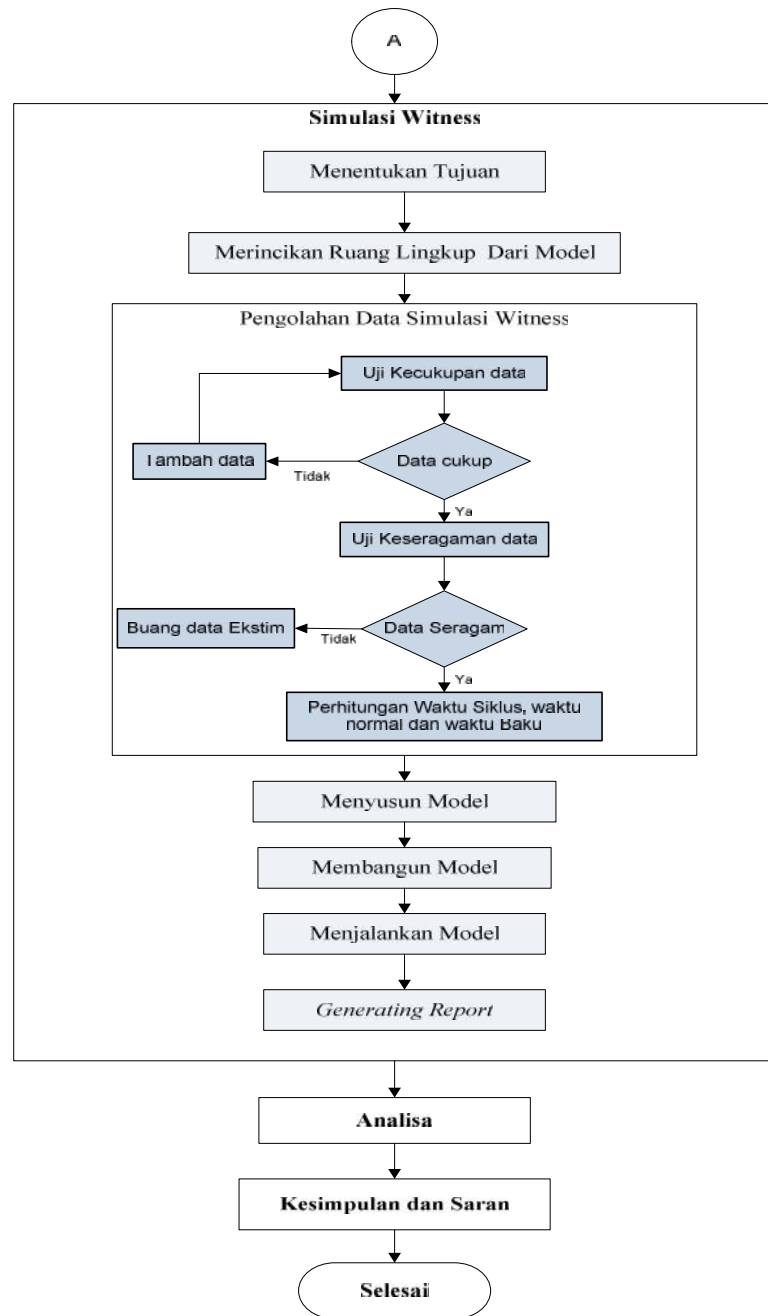 A
Simulasi Witness
Menentukan Tujuan
Merincikan Ruang Lingkup Dari Model
Pengolahan Data Simulasi Witness
Uji Kecukupan data
Data cukup
Tidak
Tambah data
Ya
Uji Keseragaman data
Data Seragam
Tidak
Buang data Ekstim
Ya
Perhitungan Waktu Siklus, waktu
normal dan waktu Baku
Menyusun Model
Membangun Model
Menjalankan Model
Generating Report
Analisa
Kesimpulan dan Saran
Selesai